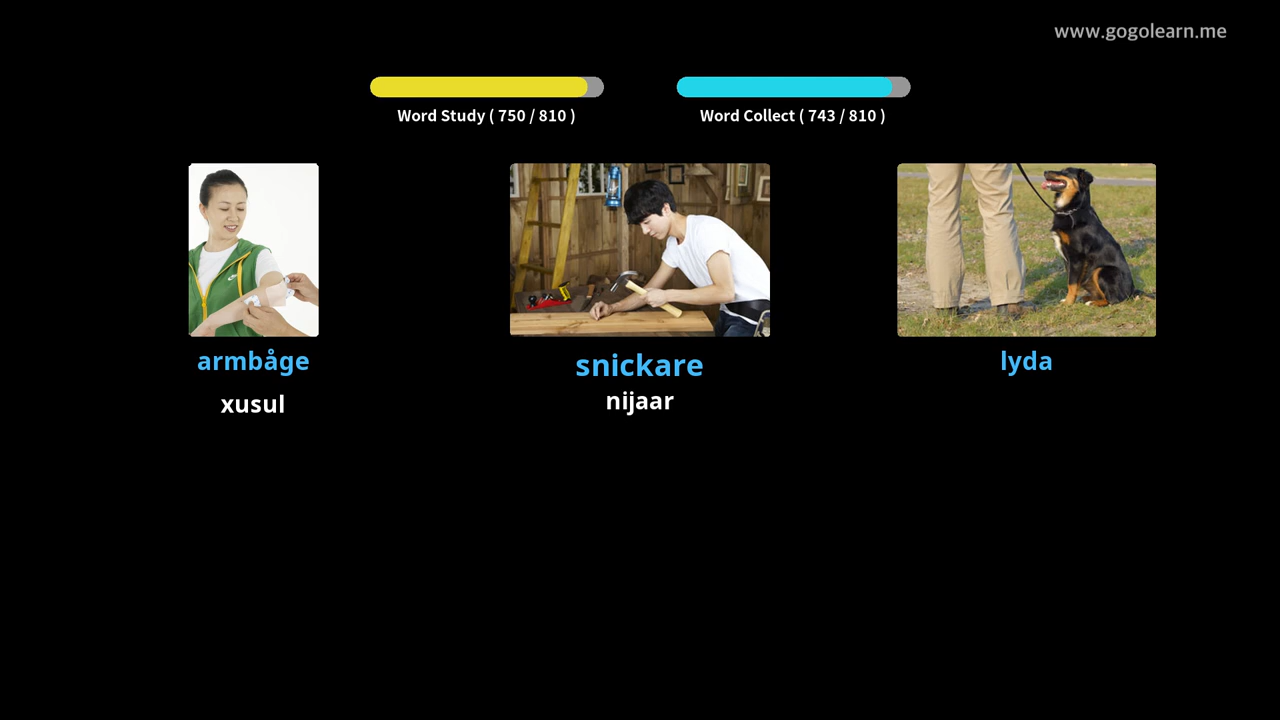 www.gogolearn.me
Word Study ( 750 / 810 )
Word Collect ( 743 / 810 )
armbåge
snickare
lyda
xusul
nijaar